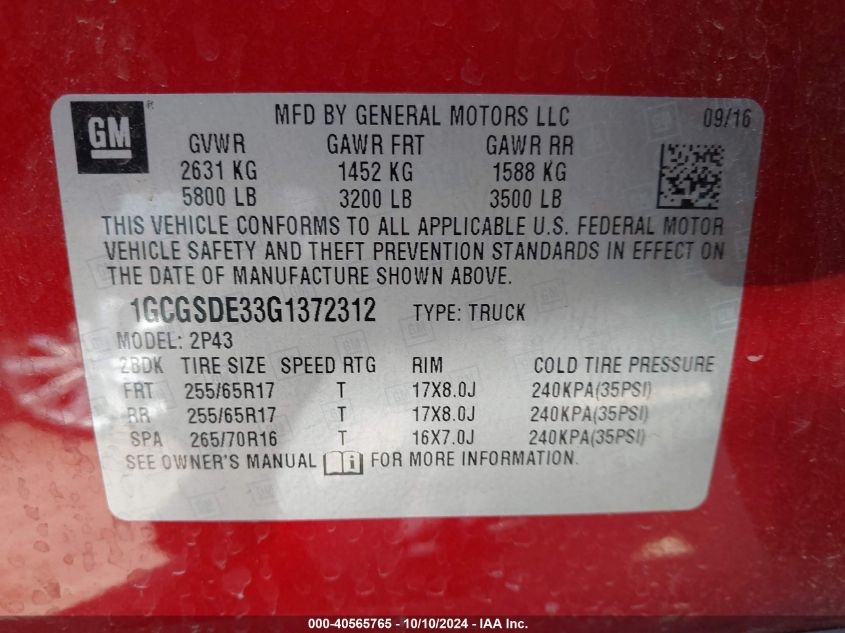 GM ®
MFD BY GENERAL MOTORS LLC 09/16
GVWR GAWR FRT GAWR RR
2631 KG 1452 KG 1588 KG
5800 LB 3200 LB 3500 LB
THIS VEHICLE CONFORMS TO ALL APPLICABLE U.S. FEDERAL MOTOR
VEHICLE SAFETY AND THEFT PREVENTION STANDARDS IN EFFECT ON
THE DATE OF MANUFACTURE SHOWN ABOVE.
1GCGSDE33G1372312 TYPE: TRUCK
MODEL: 2P43
2BDK TIRE SIZE SPEED RTG RIM COLD TIRE PRESSURE
FRT 255/65R17 T 17X8.0J 240KPA(35PSI)
RR 255/65R17 T 17X8.0J 240KPA(35PSI)
SPA 265/70R16 T 16X7.0J 240KPA(35PSI)
SEE OWNER'S MANUAL i FOR MORE INFORMATION.
000-40565765 - 10/10/2024 - IAA Inc.